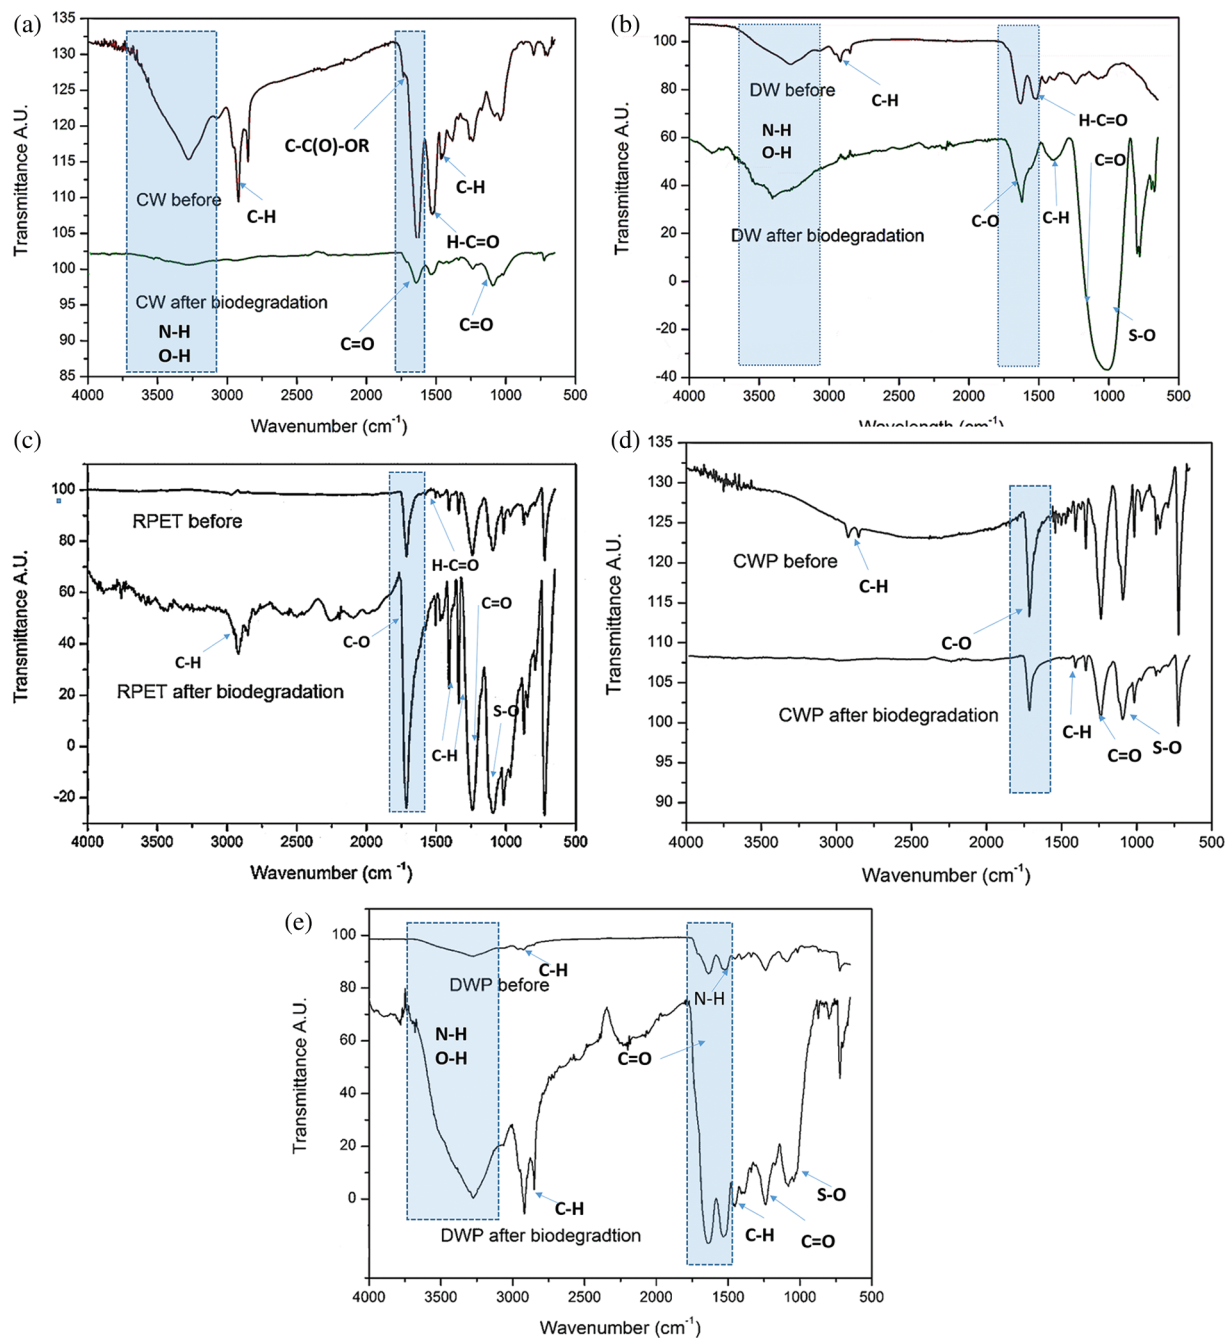 (a)
135
130
125
120
115
110
105
100
95
90
85
Transmittance A.U.
C-C(O)-OR
CW before
C-H
C-H
H-C=O
CW after biodegradation
N-H
O-H
C=O
C=O
4000 3500 3000 2500 2000 1500 1000 500
Wavenumber (cm-1)
(b)
100
80
60
40
20
0
-20
-40
Transmittance A.U.
DW before
C-H
H-C=O
N-H
O-H
C=O
C-O
C-H
DW after biodegradation
S-O
4000 3500 3000 2500 2000 1500 1000 500
Wavelength (cm-1)
(c)
100
80
60
40
20
0
-20
Transmittance A.U.
RPET before
H-C=O
C=O
C-O
C-H
RPET after biodegradation
S-O
C-H
4000 3500 3000 2500 2000 1500 1000 500
Wavenumber (cm -1)
(d)
135
130
125
120
115
110
105
100
95
90
Transmittance A.U.
CWP before
C-H
C-O
CWP after biodegradation
C-H
C=O
S-O
4000 3500 3000 2500 2000 1500 1000 500
Wavenumber (cm-1)
(e)
100
80
60
40
20
0
Transmittance A.U.
C-H
DWP before
N-H
N-H
O-H
C=O
C-H
S-O
DWP after biodegradtion
C-H
C=O
4000 3500 3000 2500 2000 1500 1000 500
Wavenumber (cm-1)